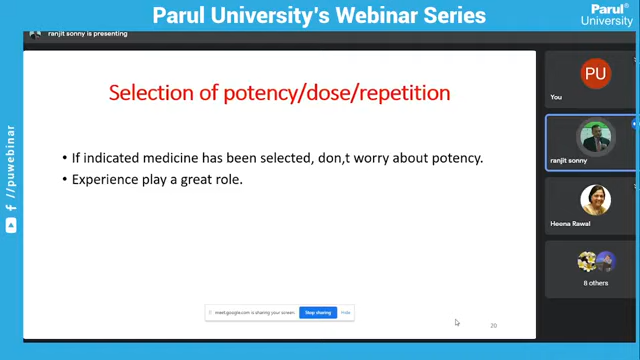 Parul University's Webinar Series
Parul®
University
ranjit sonny is presenting
Selection of potency/dose/repetition
• If indicated medicine has been selected, don,t worry about potency.
• Experience play a great role.
meet.google.com is sharing your screen.
Stop sharing
Hide
20
PU
You
ranjit sonny
Heena Rawal
8 others
f //puwebinar